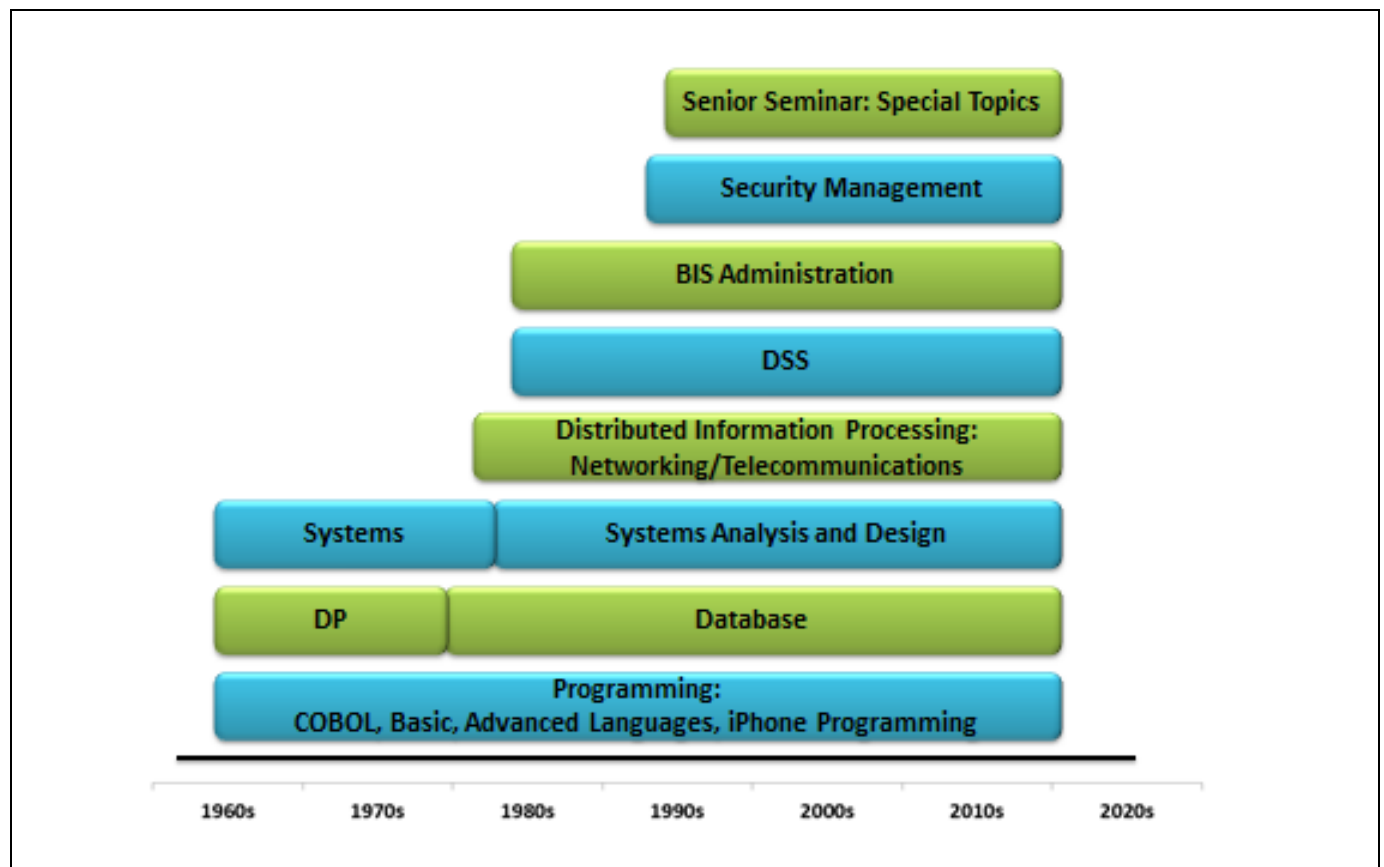 Senior Seminar: Special Topics
Security Management
BIS Administration
DSS
Distributed Information Processing:
Networking/Telecommunications
Systems
Systems Analysis and Design
DP
Database
Programming:
COBOL, Basic, Advanced Languages, iPhone Programming
1960s 1970s 1980s 1990s 2000s 2010s 2020s